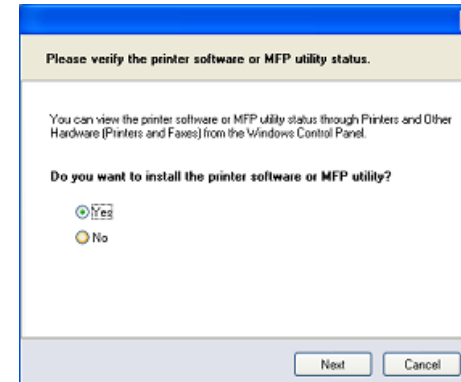 Please verify the printer software or MFP utility status.
You can view the printer software or MFP utility status through Printers and Other
Hardware (Printers and Faxes) from the Windows Control Panel.
Do you want to install the printer software or MFP utility?
Yes
No
Next
Cancel